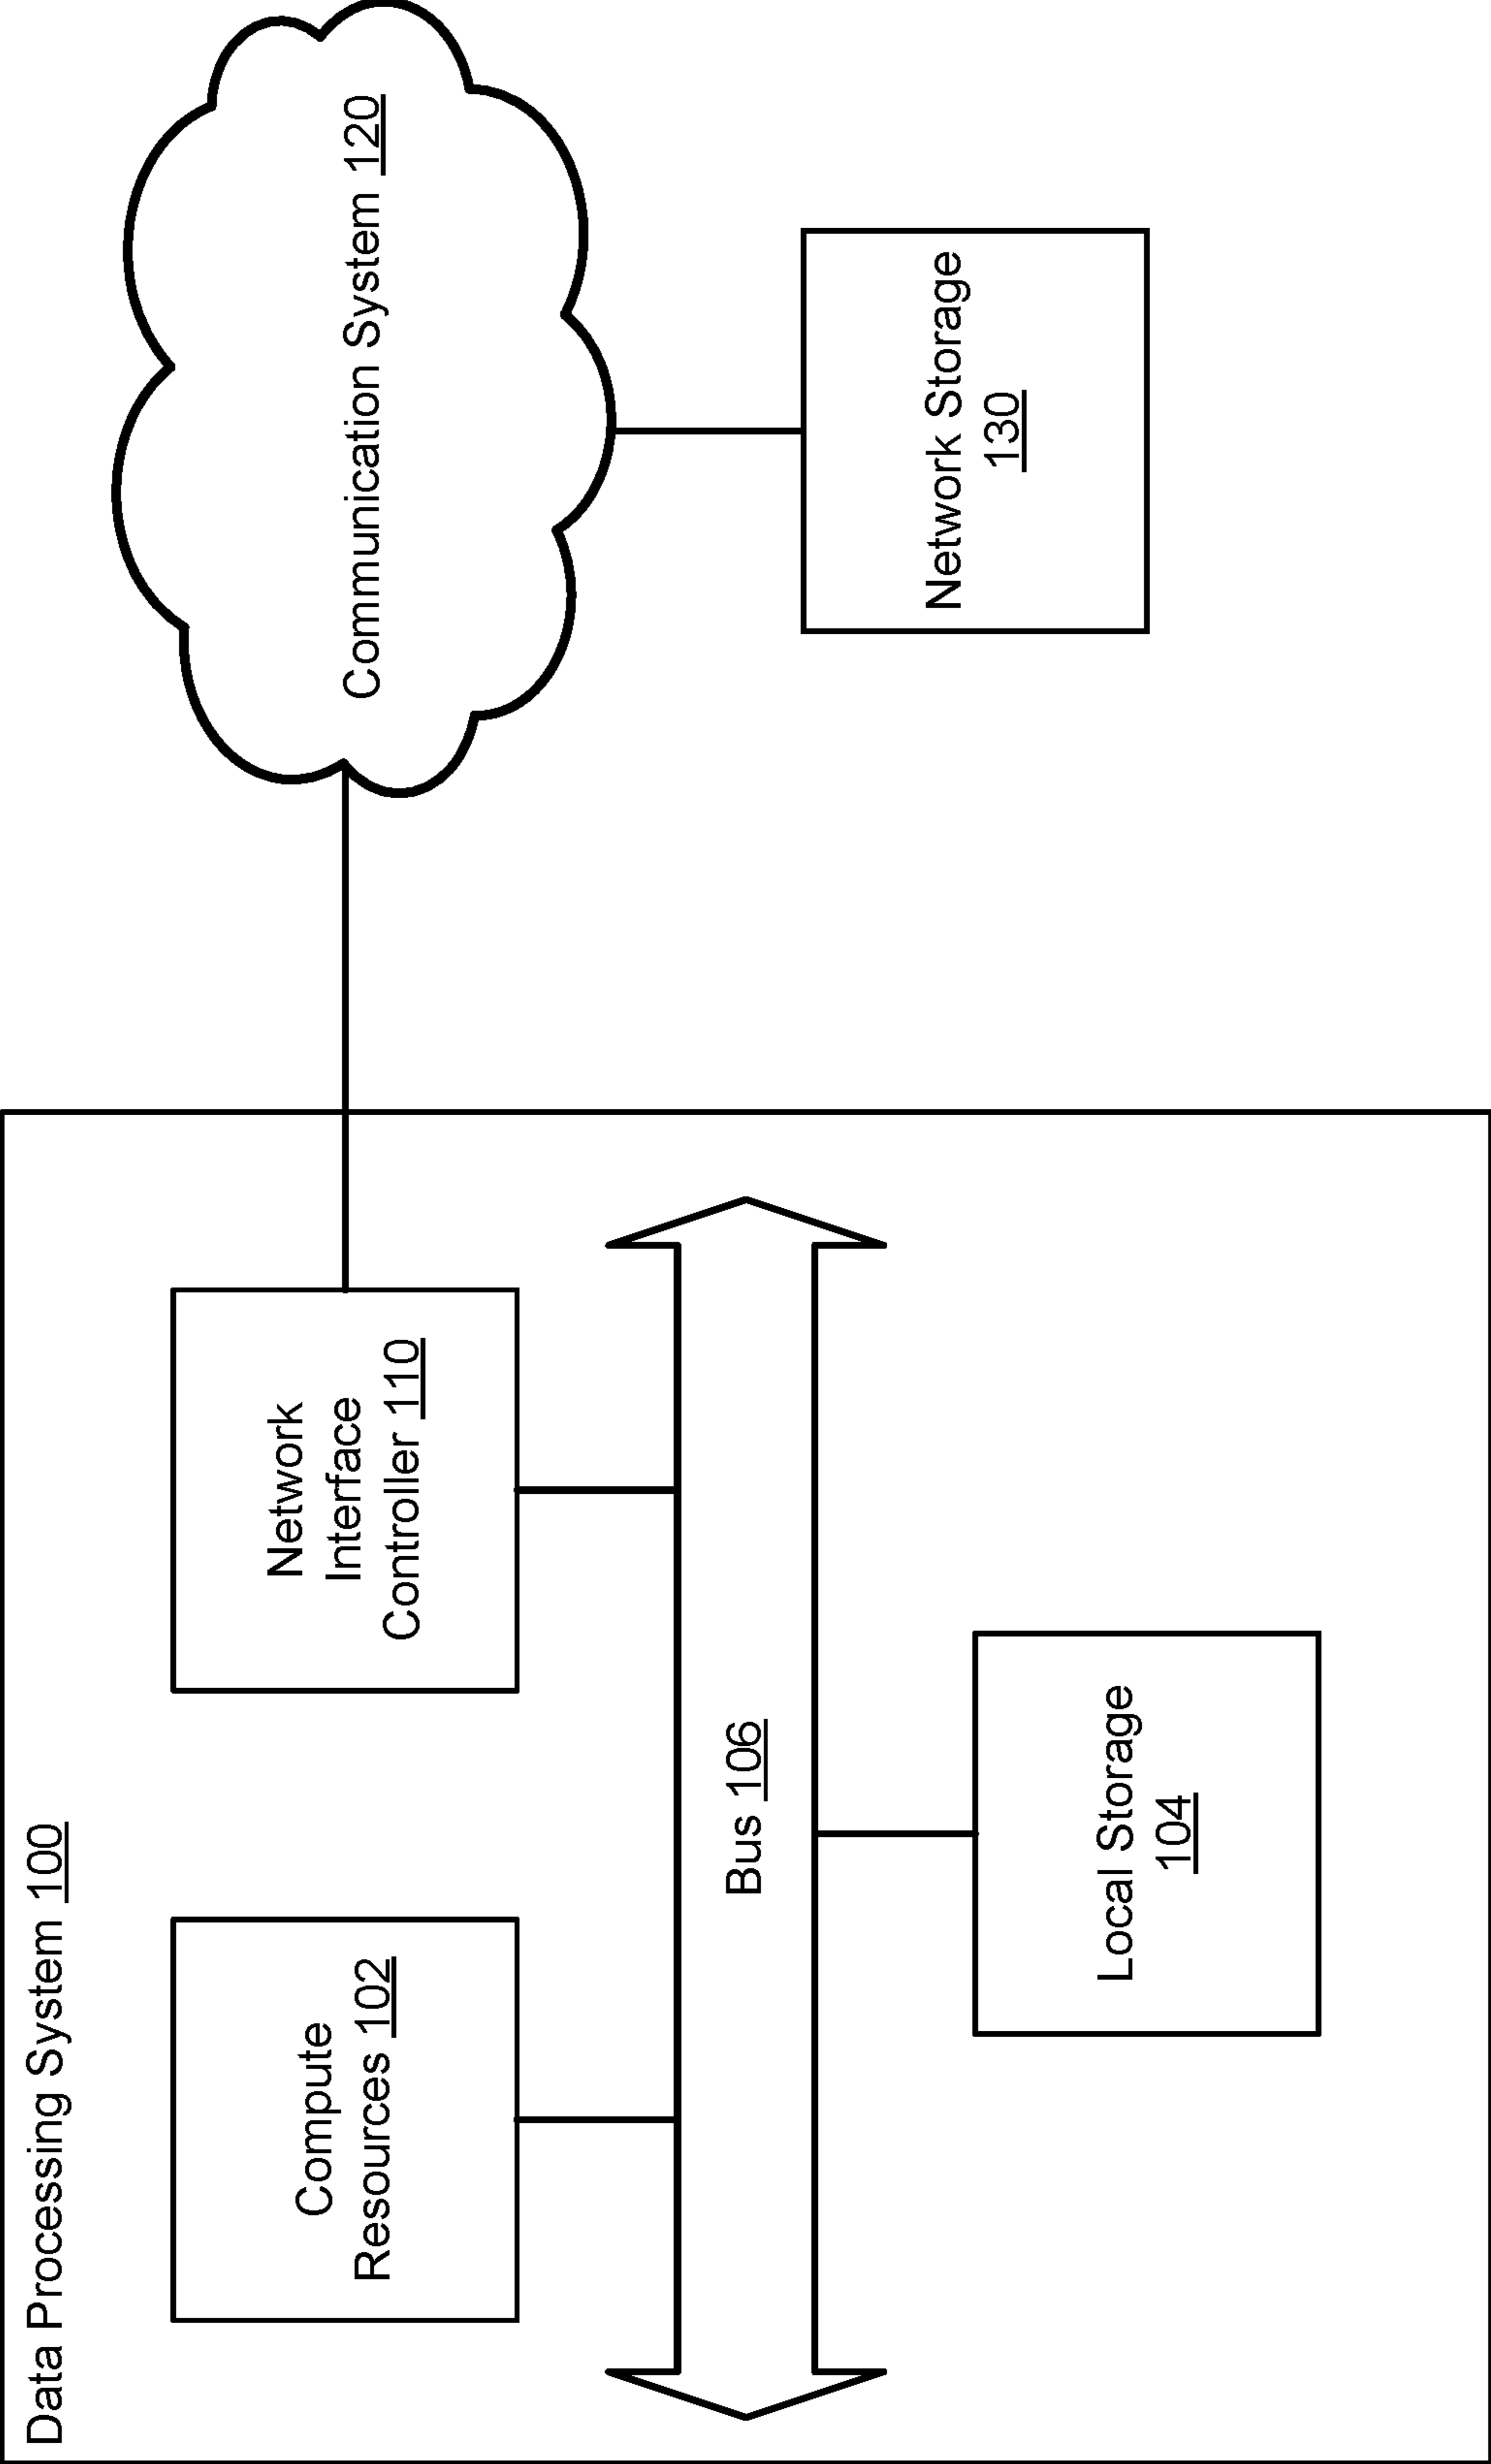 Data Processing System 100
Compute
Resources 102
Network
Interface
Controller 110
Communication System 120
Bus 106
Local Storage
104
Network Storage
130